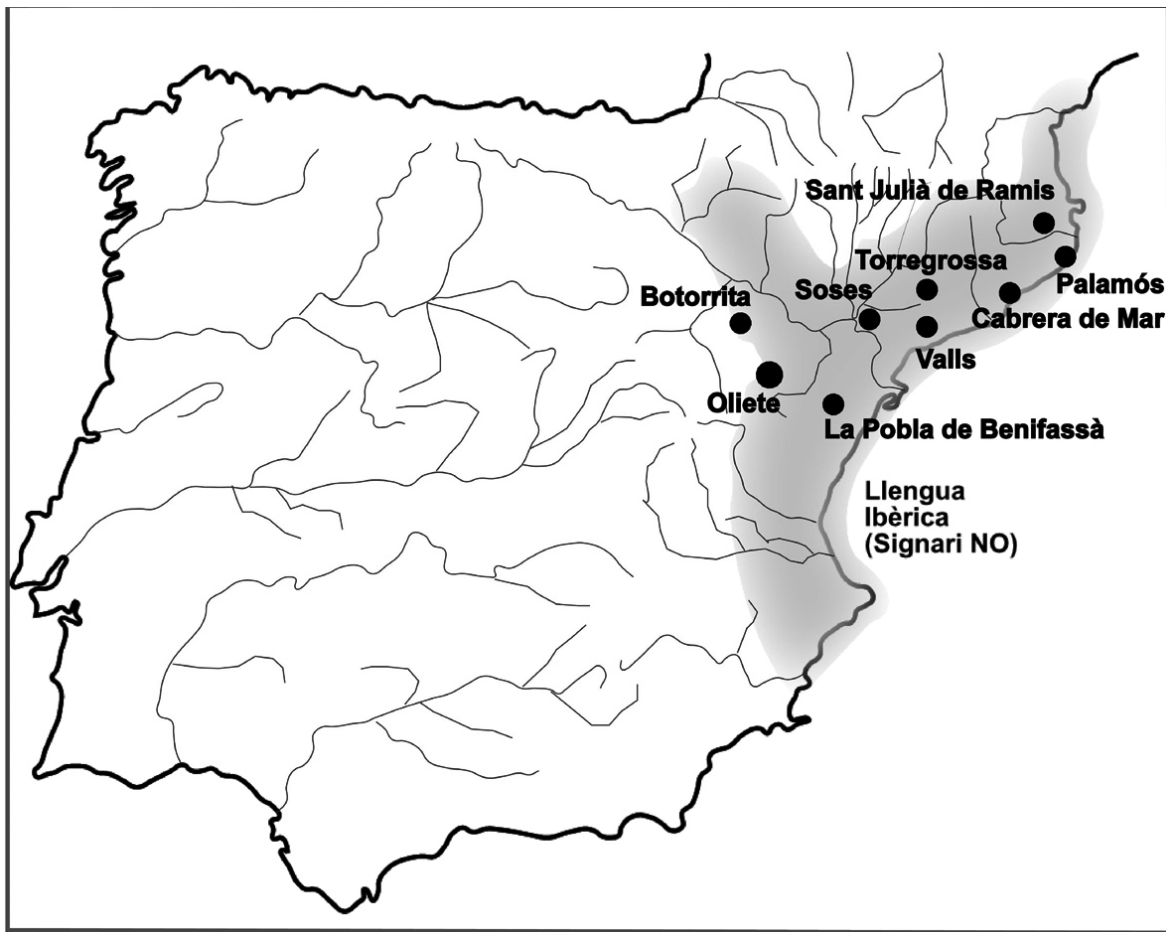 Sant Julià de Ramis
Torregrossa
Palamós
Soses
Botorrita
Cabrera de Mar
Valls
Oliete
La Pobla de Benifassà
Llengua
Ibèrica
(Signari NO)